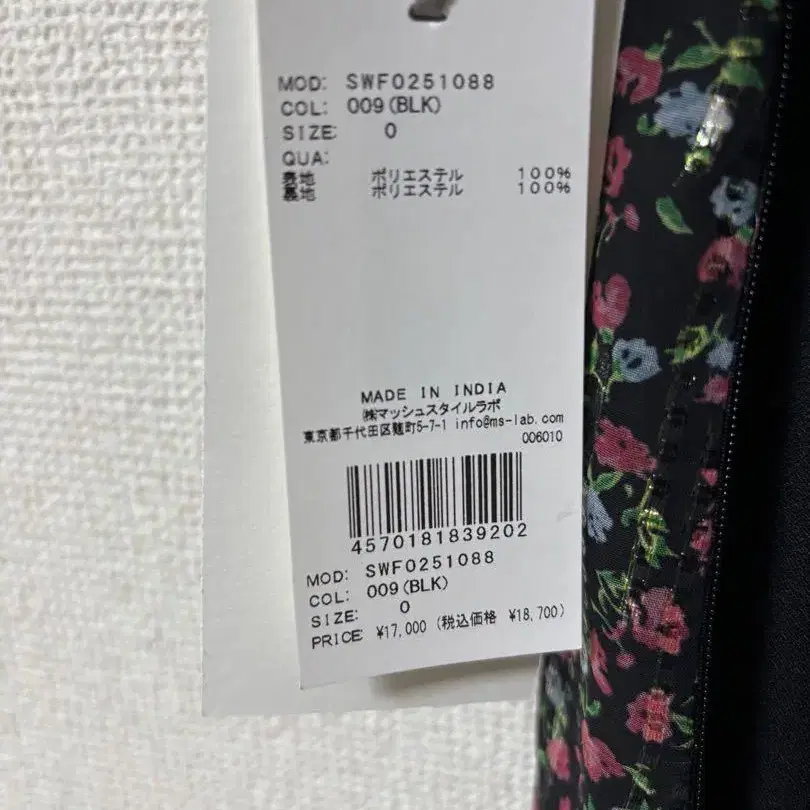 MOD: SWF0251088
COL: 009(BLK)
SIZE: 0
QUA:
表地 ポリエステル 100%
裏地 ポリエステル 100%
MADE IN INDIA
㈱マッシュスタイルラボ
東京都千代田区麹町5-7-1 info@ms-lab.com
006010
4570181839202
MOD: SWF0251088
COL: 009(BLK)
SIZE: 0
PRICE: ¥17,000 (税込価格 ¥18,700)